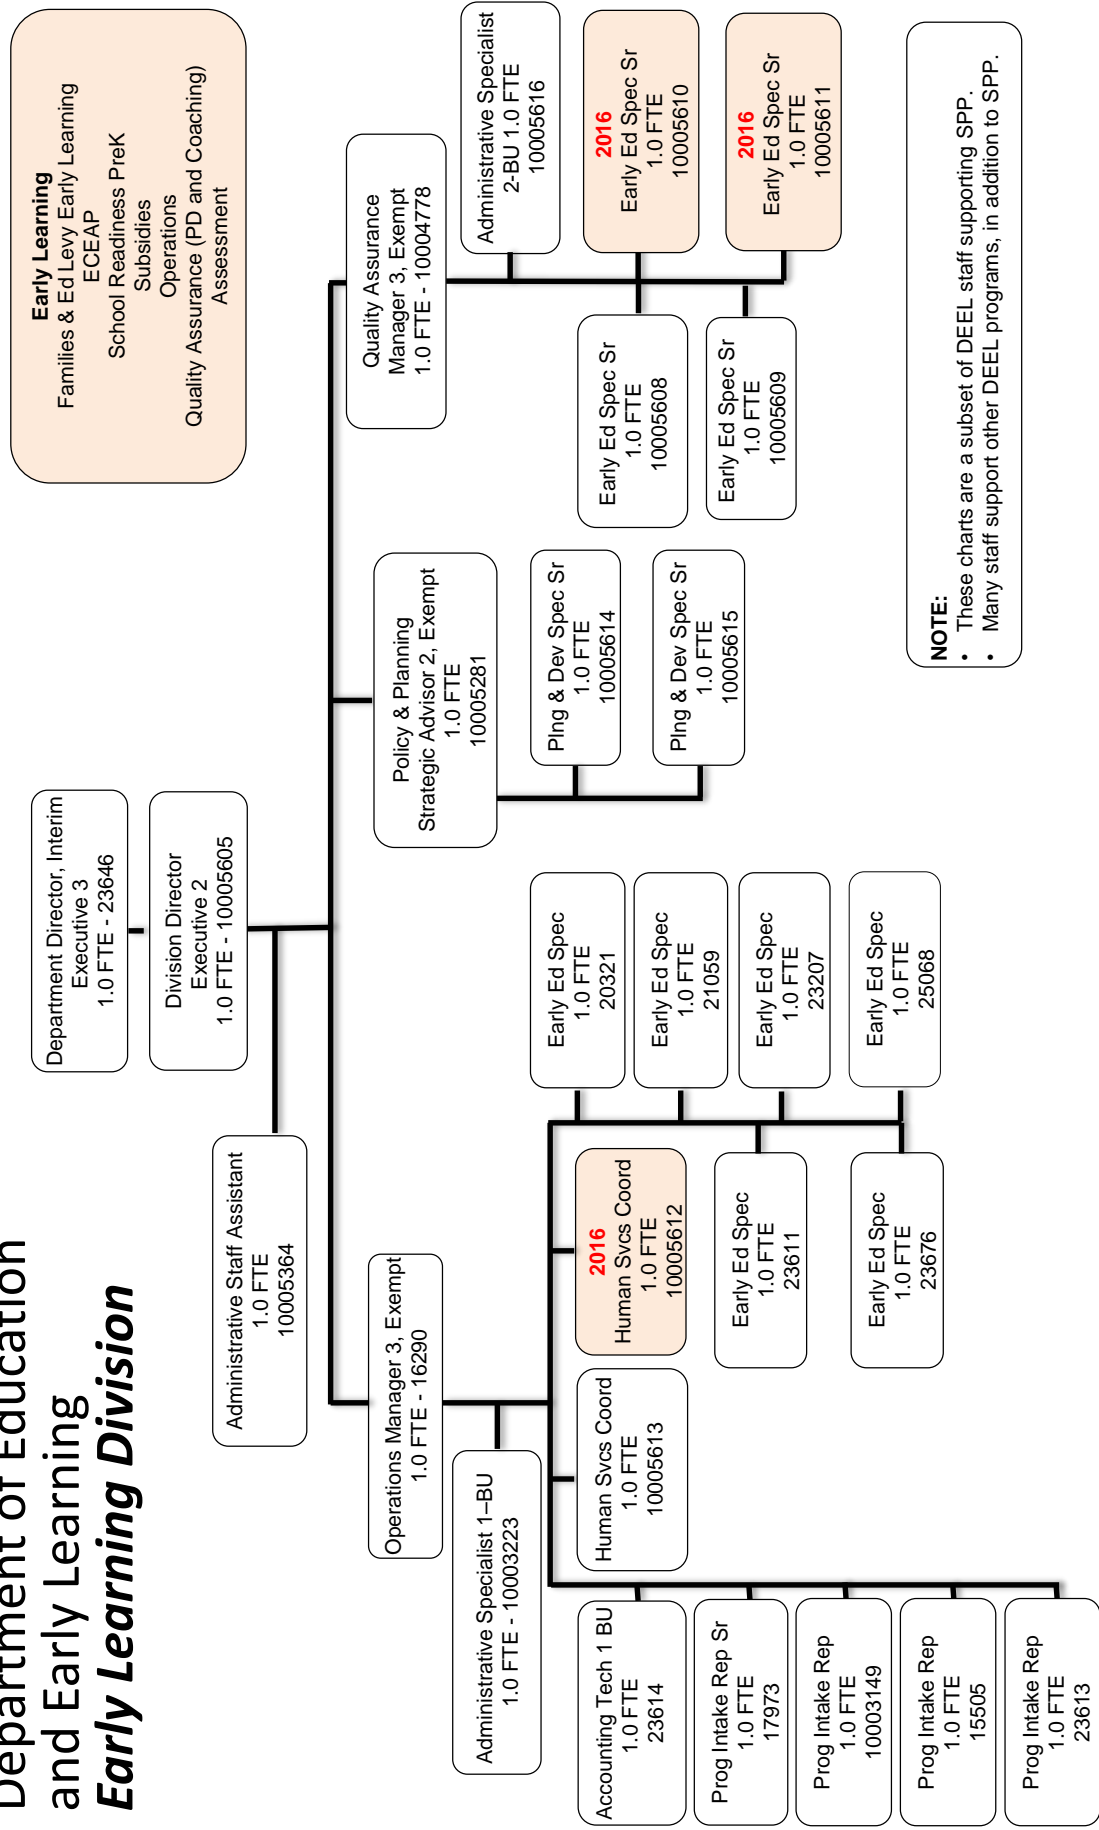 Department of Education
and Early Learning
Early Learning Division
Early Learning
Families & Ed Levy Early Learning
ECEAP
School Readiness PreK
Subsidies
Operations
Quality Assurance (PD and Coaching)
Assessment
Department Director, Interim
Executive 3
1.0 FTE - 23646
Division Director
Executive 2
1.0 FTE - 10005605
Administrative Staff Assistant
1.0 FTE
10005364
Operations Manager 3, Exempt
1.0 FTE - 16290
Administrative Specialist 1–BU
1.0 FTE - 10003223
Accounting Tech 1 BU
1.0 FTE
23614
Prog Intake Rep Sr
1.0 FTE
17973
Prog Intake Rep
1.0 FTE
10003149
Prog Intake Rep
1.0 FTE
15505
Prog Intake Rep
1.0 FTE
23613
Human Svcs Coord
1.0 FTE
10005613
2016
Human Svcs Coord
1.0 FTE
10005612
Early Ed Spec
1.0 FTE
23611
Early Ed Spec
1.0 FTE
23676
Early Ed Spec
1.0 FTE
20321
Early Ed Spec
1.0 FTE
21059
Early Ed Spec
1.0 FTE
23207
Early Ed Spec
1.0 FTE
25068
Policy & Planning
Strategic Advisor 2, Exempt
1.0 FTE
10005281
Plng & Dev Spec Sr
1.0 FTE
10005614
Plng & Dev Spec Sr
1.0 FTE
10005615
Quality Assurance
Manager 3, Exempt
1.0 FTE - 10004778
Administrative Specialist
2-BU 1.0 FTE
10005616
Early Ed Spec Sr
1.0 FTE
10005608
Early Ed Spec Sr
1.0 FTE
10005609
2016
Early Ed Spec Sr
1.0 FTE
10005610
2016
Early Ed Spec Sr
1.0 FTE
10005611
NOTE:
• These charts are a subset of DEEL staff supporting SPP.
• Many staff support other DEEL programs, in addition to SPP.